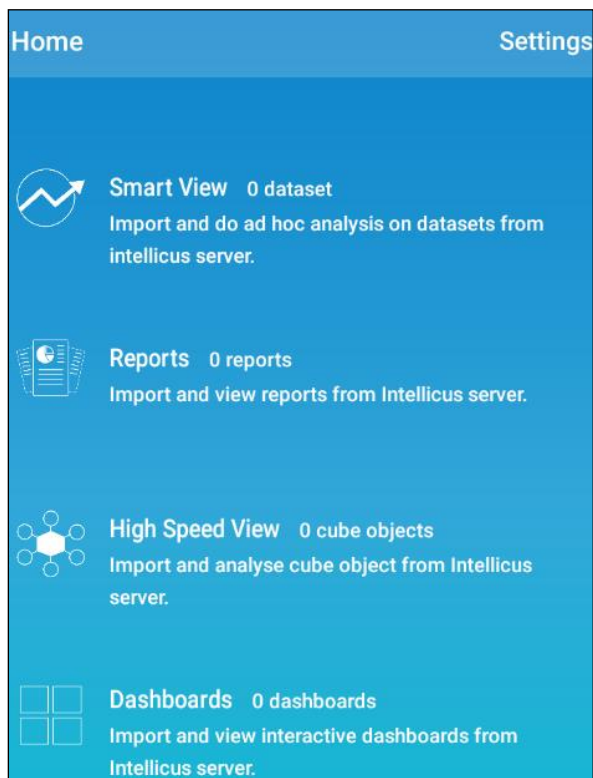 Home Settings
Smart View 0 dataset
Import and do ad hoc analysis on datasets from
intellicus server.
Reports 0 reports
Import and view reports from Intellicus server.
High Speed View 0 cube objects
Import and analyse cube object from Intellicus
server.
Dashboards 0 dashboards
Import and view interactive dashboards from
Intellicus server.